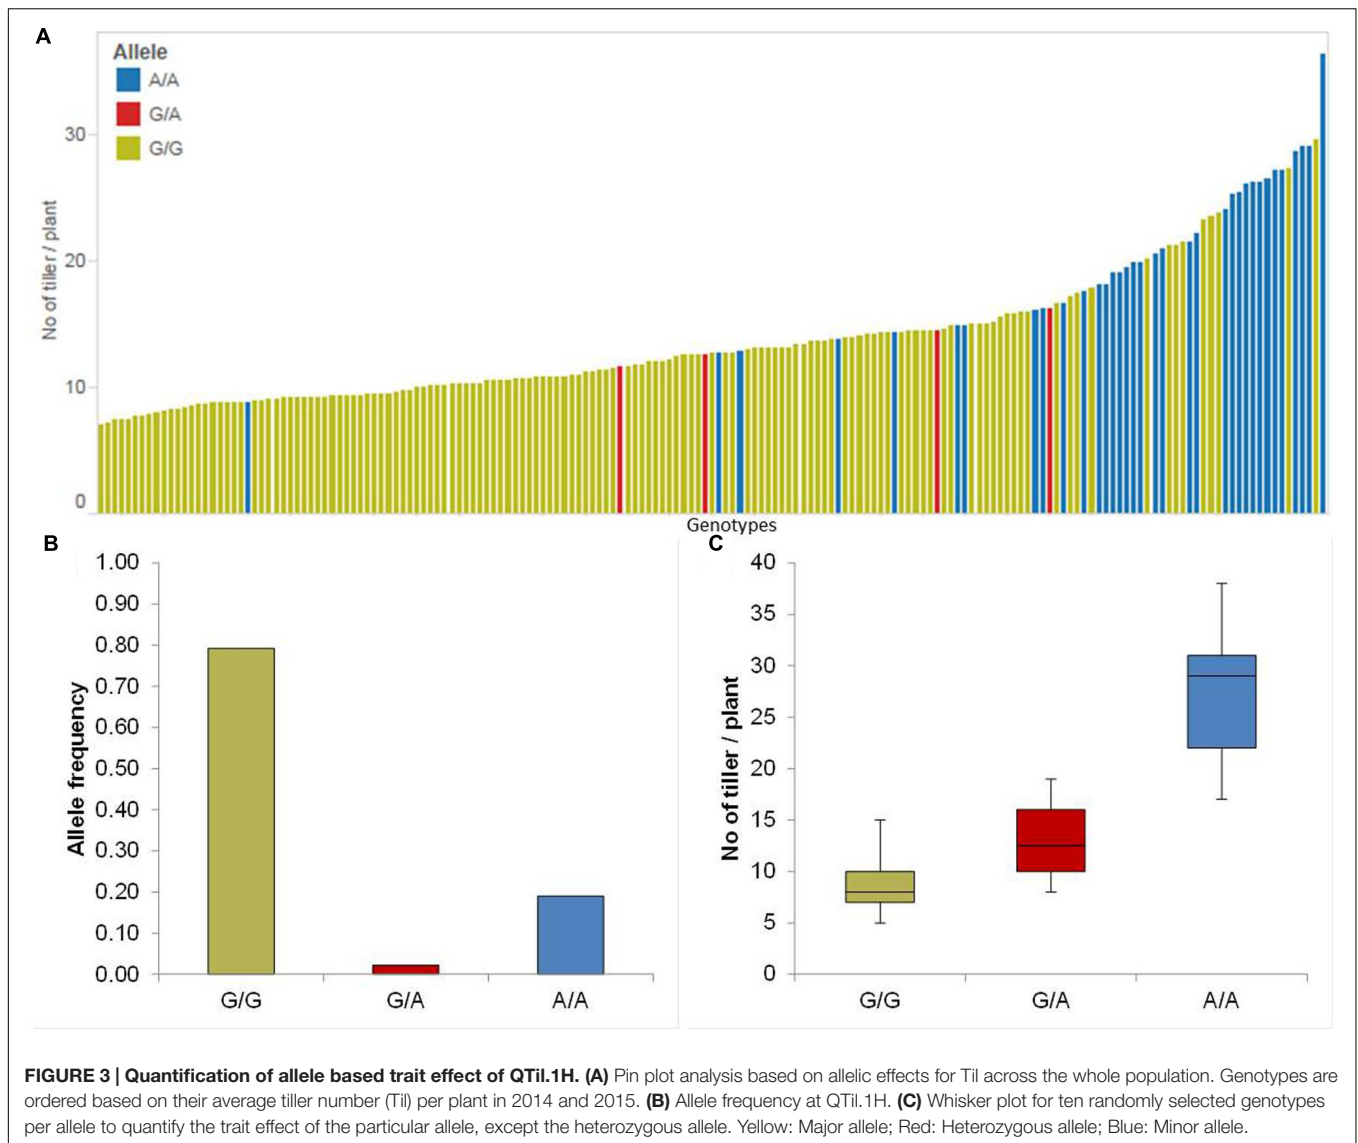 A
Allele
A/A
G/A
G/G
30
20
10
0
No of tiller / plant
Genotypes
B
1.00
0.90
0.80
0.70
0.60
0.50
0.40
0.30
0.20
0.10
0.00
Allele frequency
G/G
G/A
A/A
C
40
35
30
25
20
15
10
5
0
No of tiller / plant
G/G
G/A
A/A
FIGURE 3 | Quantification of allele based trait effect of QTil.1H. (A) Pin plot analysis based on allelic effects for Til across the whole population. Genotypes are
ordered based on their average tiller number (Til) per plant in 2014 and 2015. (B) Allele frequency at QTil.1H. (C) Whisker plot for ten randomly selected genotypes
per allele to quantify the trait effect of the particular allele, except the heterozygous allele. Yellow: Major allele; Red: Heterozygous allele; Blue: Minor allele.